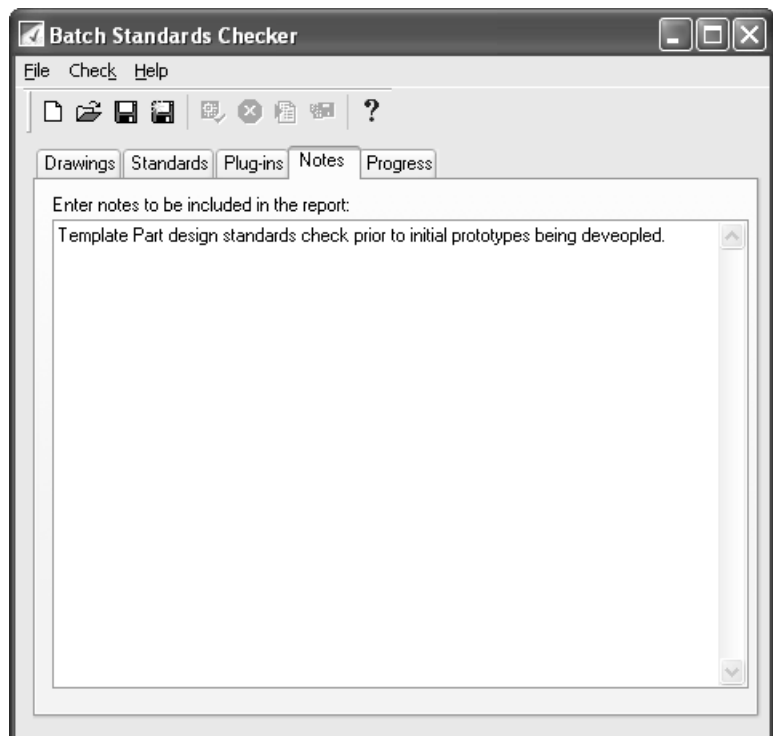 Batch Standards Checker
File Check Help
?
Drawings Standards Plug-ins Notes Progress
Enter notes to be included in the report:
Template Part design standards check prior to initial prototypes being deveopled.